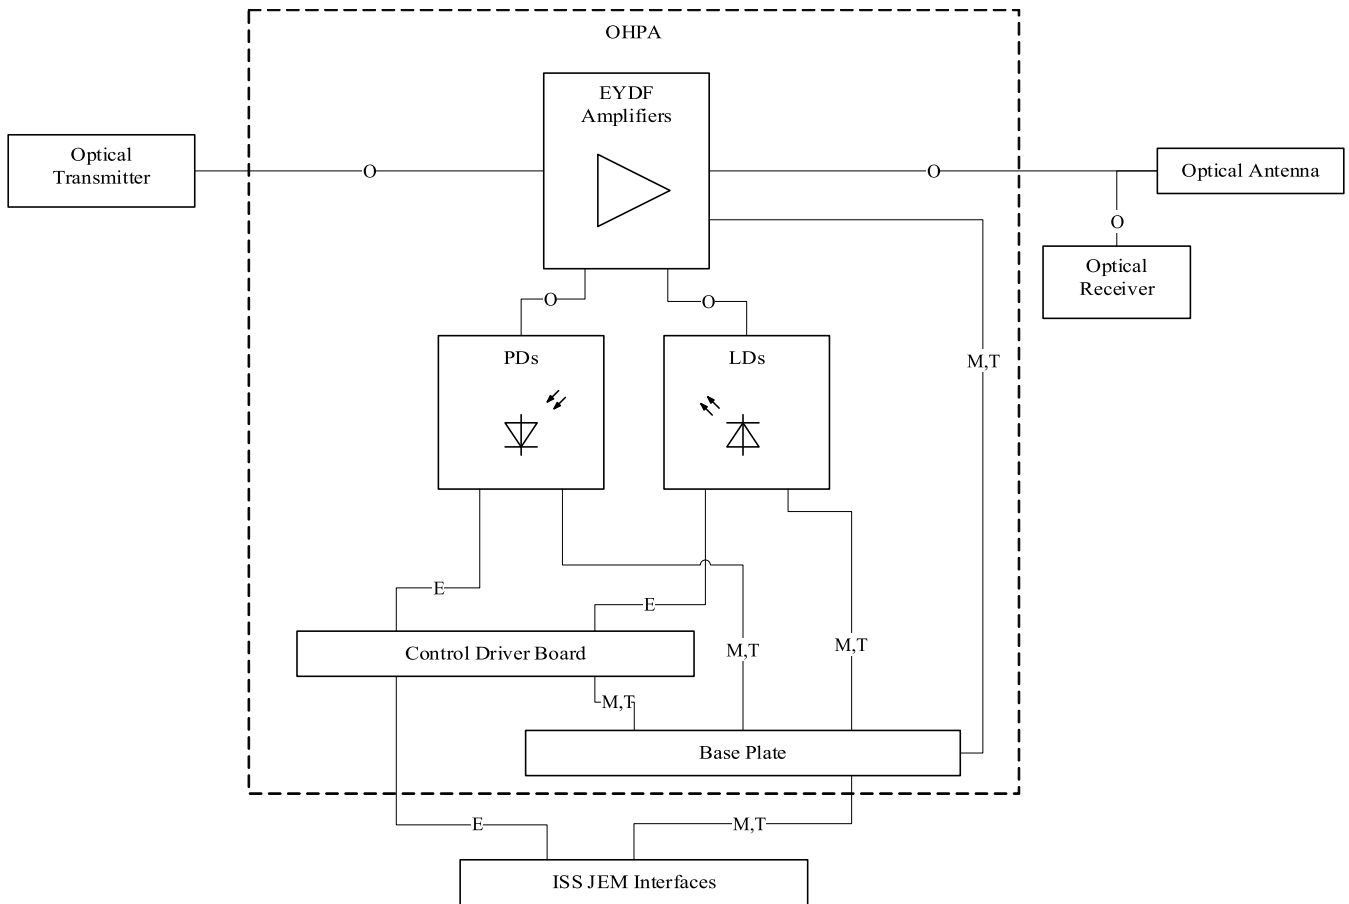 OHPA
EYDF
Amplifiers
Optical
Transmitter
O
O
Optical Antenna
O
Optical
Receiver
O
O
PDs
LDs
M,T
E
E
Control Driver Board
M,T
M,T
M,T
Base Plate
E
M,T
ISS JEM Interfaces